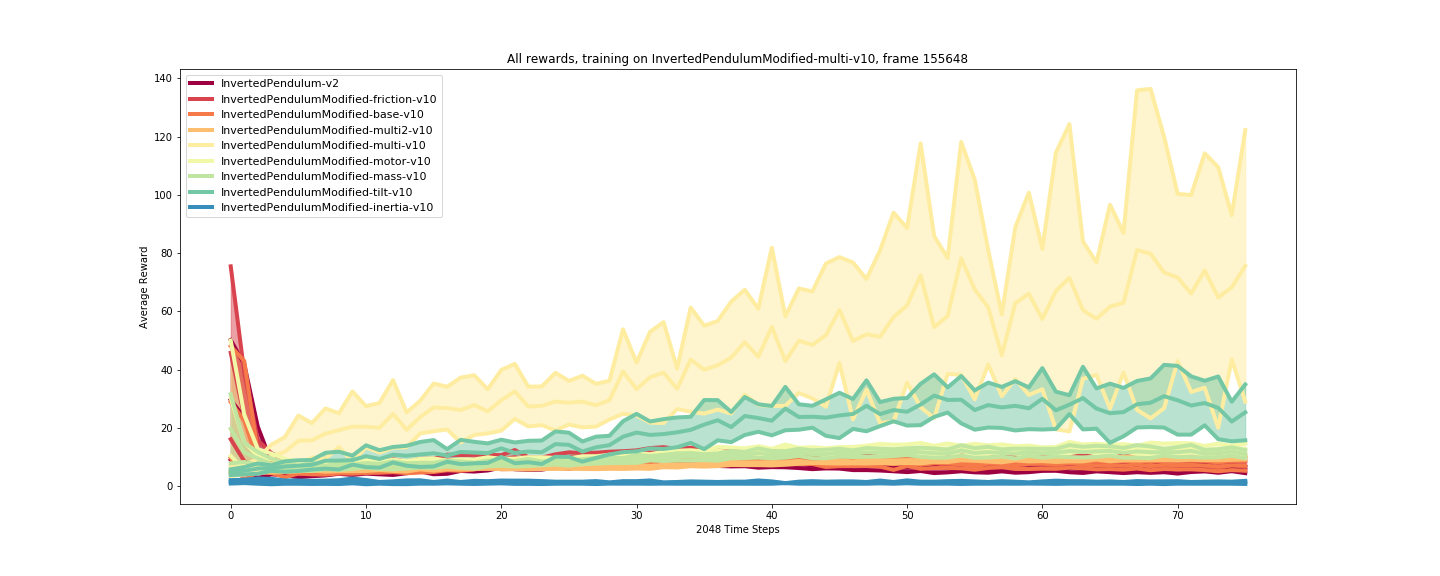 All rewards, training on InvertedPendulumModified-multi-v10, frame 155648
140
120
100
80
60
40
20
0
Average Reward
InvertedPendulum-v2
InvertedPendulumModified-friction-v10
InvertedPendulumModified-base-v10
InvertedPendulumModified-multi2-v10
InvertedPendulumModified-multi-v10
InvertedPendulumModified-motor-v10
InvertedPendulumModified-mass-v10
InvertedPendulumModified-tilt-v10
InvertedPendulumModified-inertia-v10
0 10 20 30 40 50 60 70
2048 Time Steps